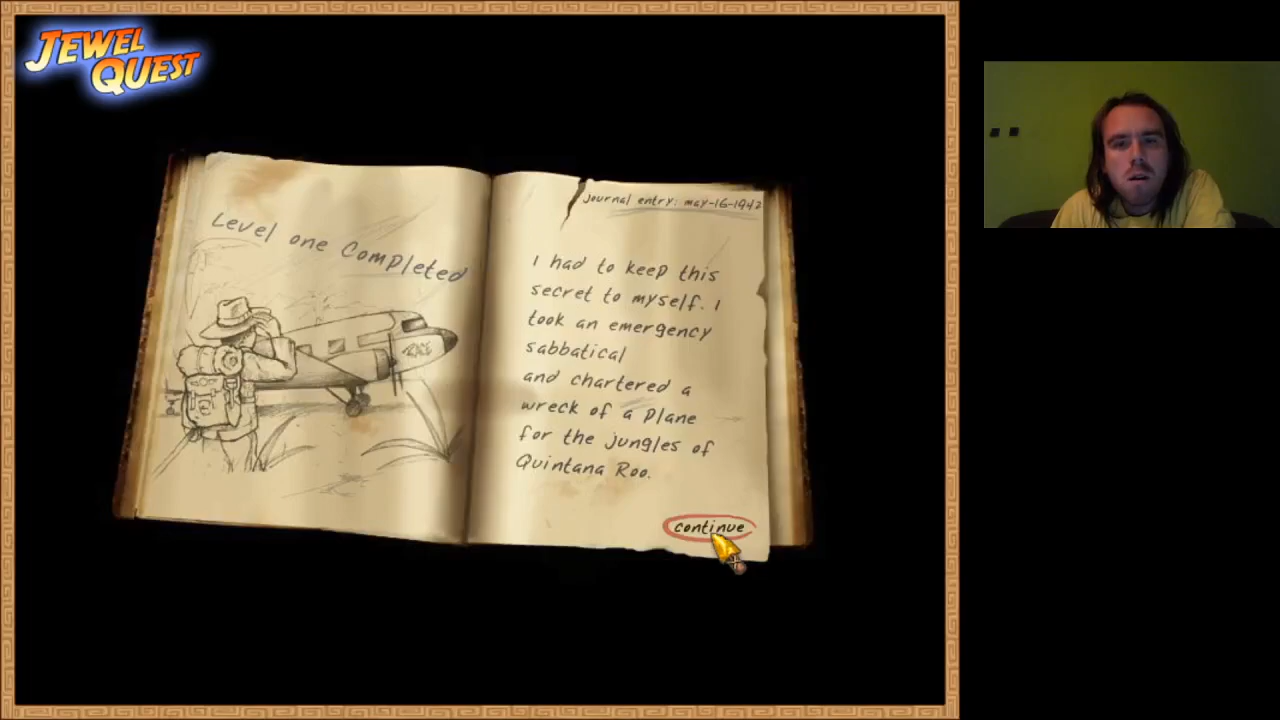 JEWEL
QUEST
Level one Completed
Journal entry: may-16-1942
I had to keep this
secret to myself. I
took an emergency
sabbatical
and chartered a
wreck of a plane
for the jungles of
Quintana Roo.
continue